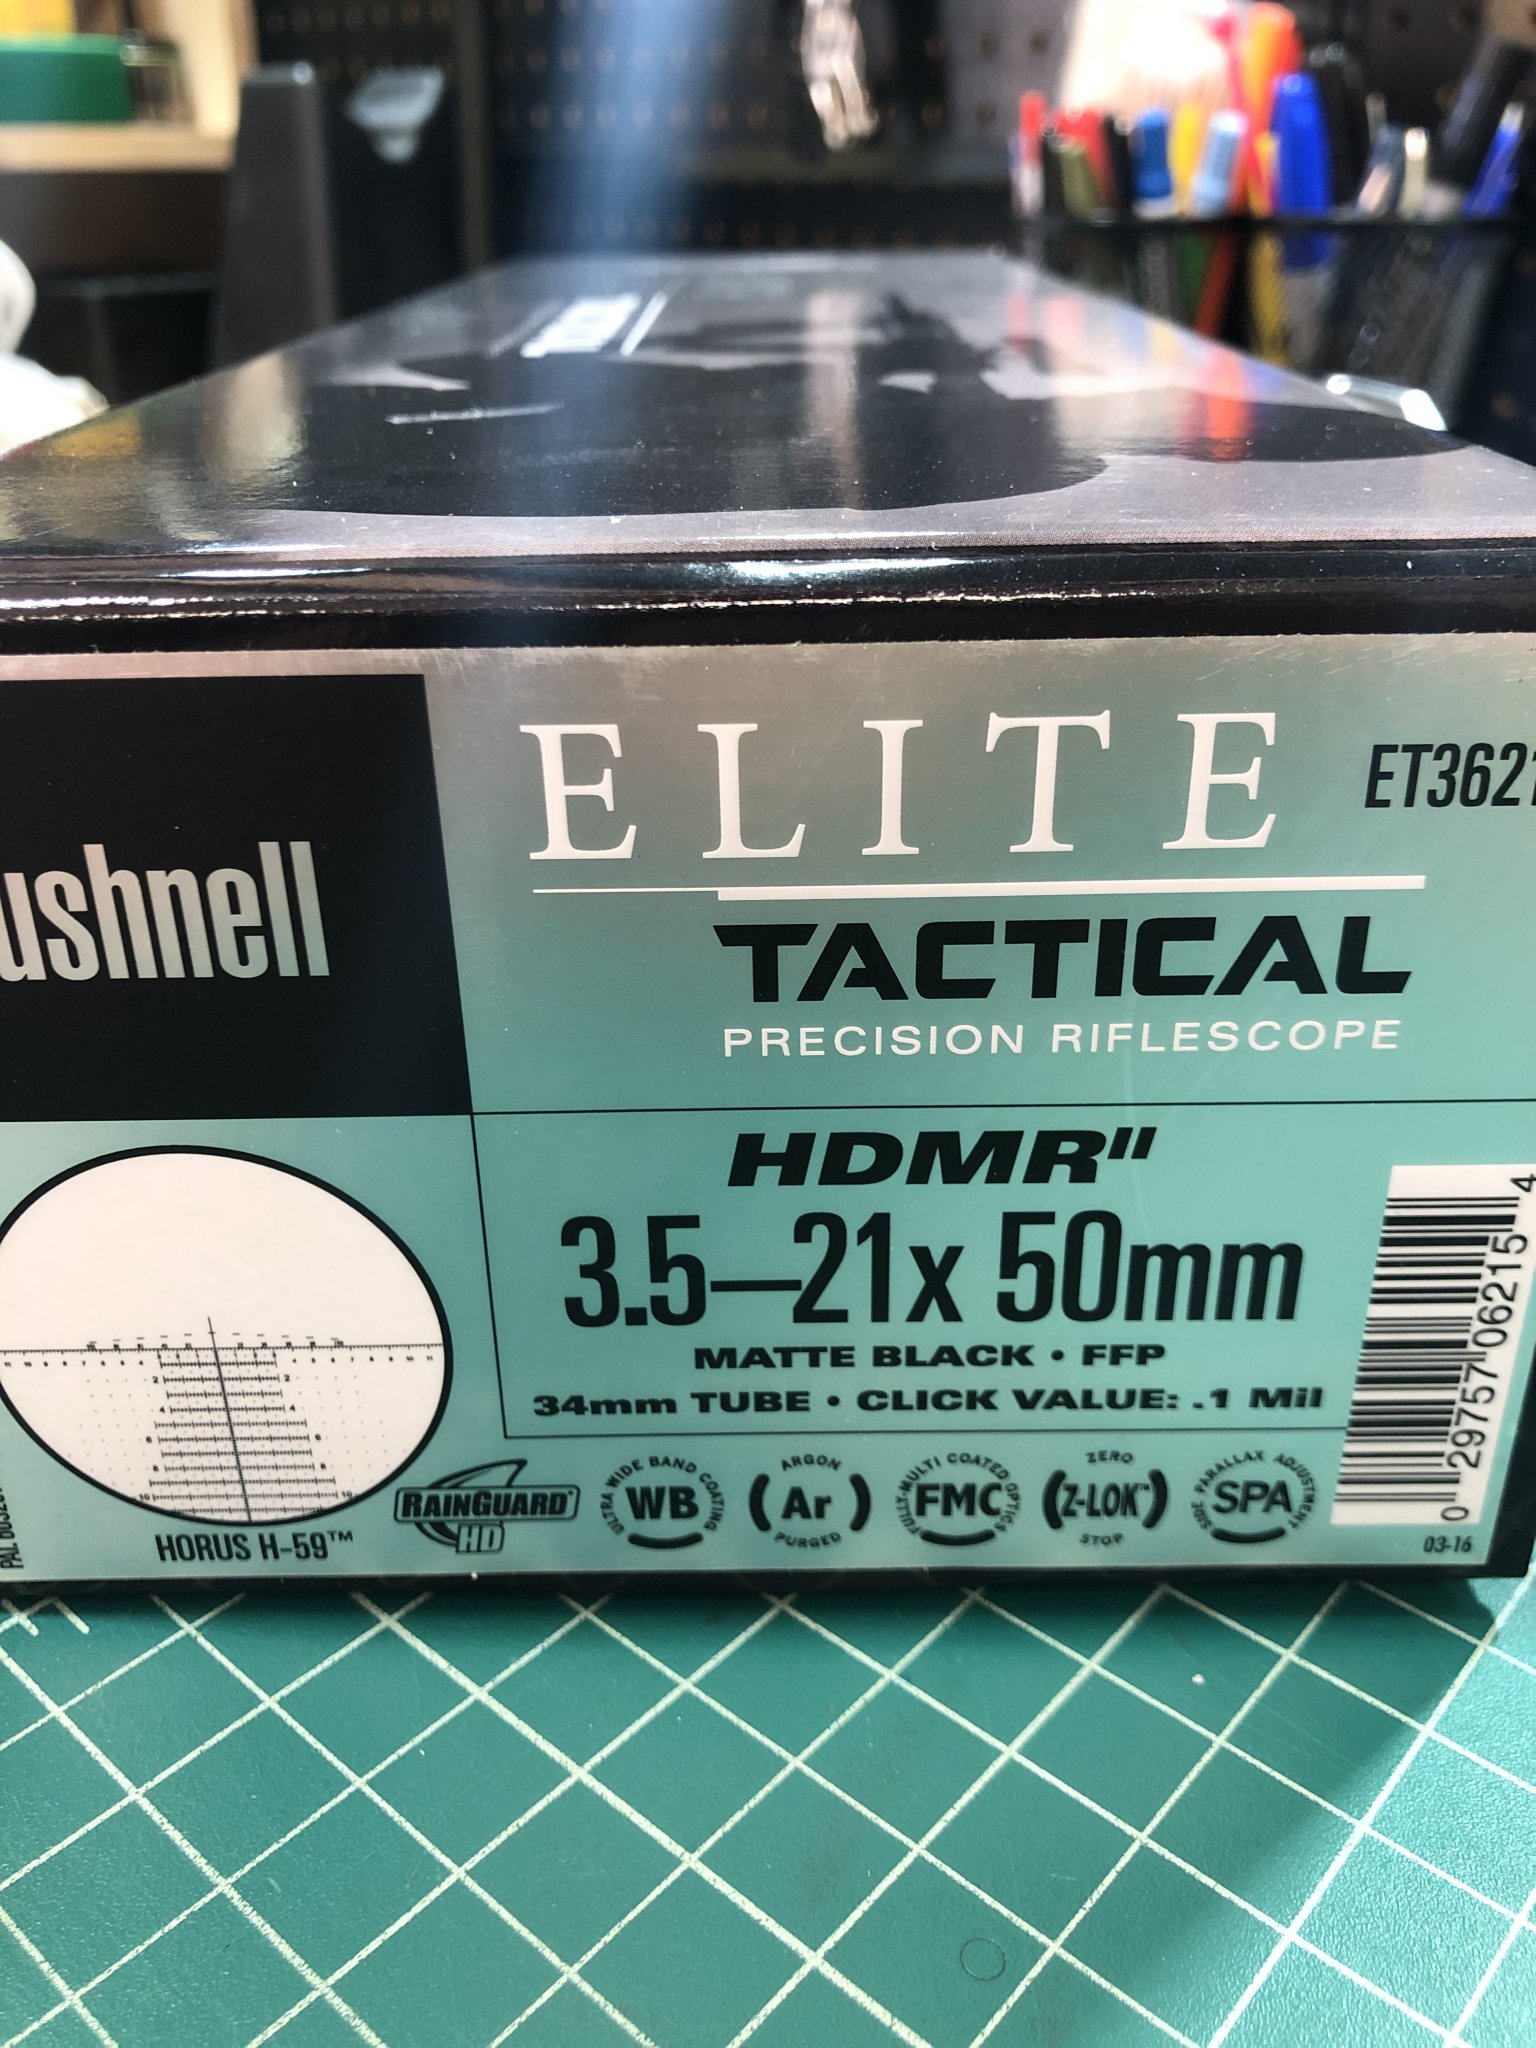 ELITE
ET3621
ushnell
TACTICAL
PRECISION RIFLESCOPE
HDMR"
3.5–21x 50mm
MATTE BLACK • FFP
34mm TUBE • CLICK VALUE: .1 Mil
HORUS H-59™
RAINGUARD® HD
ULTRA WIDE BAND COATING
WB
ARGON
Ar
PURGED
FULLY-MULTI COATED OPTICS
FMC
ZERO
Z-LOK™
STOP
SIDE PARALLAX ADJUSTMENT
SPA
0 29757 06215 4
03-16